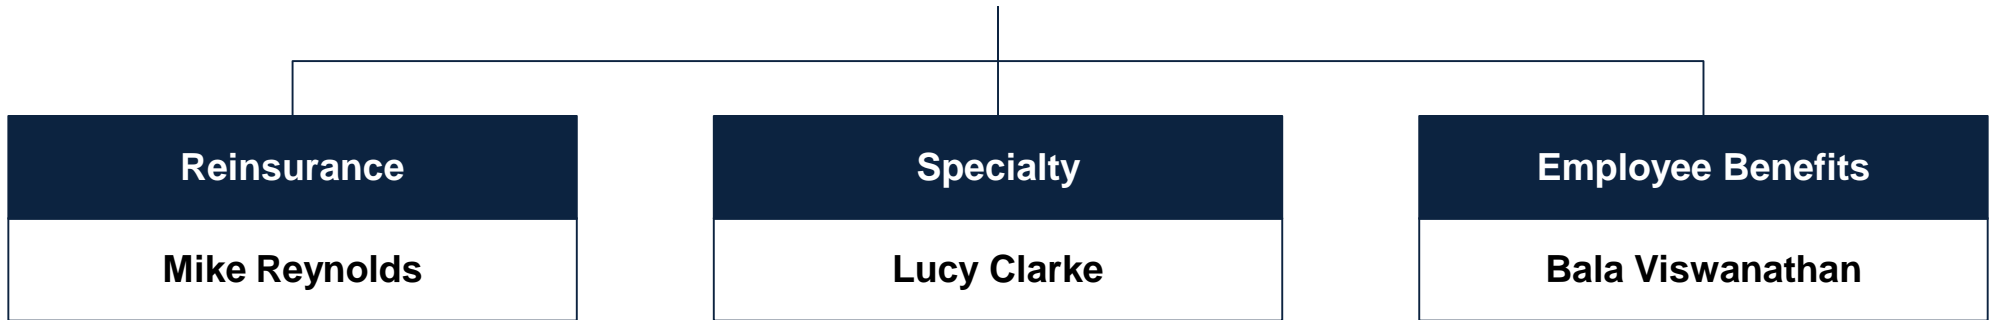 Reinsurance
Specialty
Employee Benefits
Mike Reynolds
Lucy Clarke
Bala Viswanathan